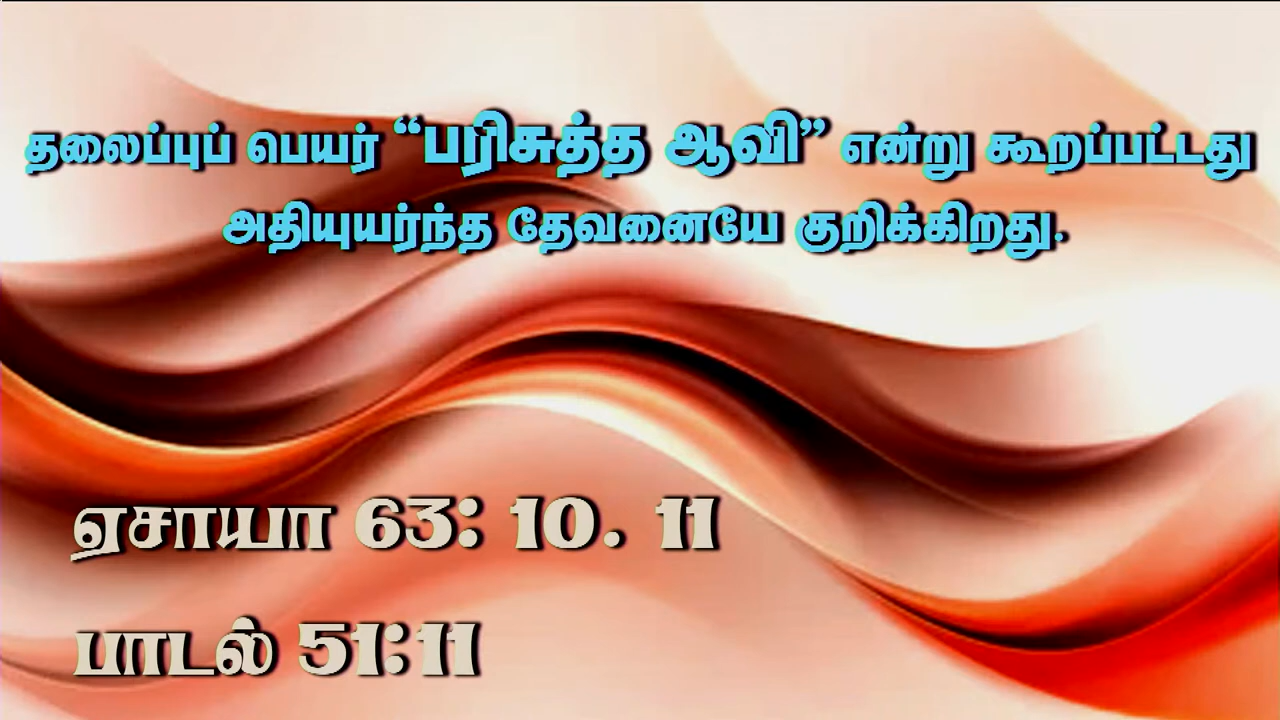 தலைப்புப் பெயர் “பரிசுத்த ஆவி” என்று கூறப்பட்டது
அதியுயர்ந்த தேவனையே குறிக்கிறது.
ஏசாயா 63: 10. 11
பாடல் 51:11